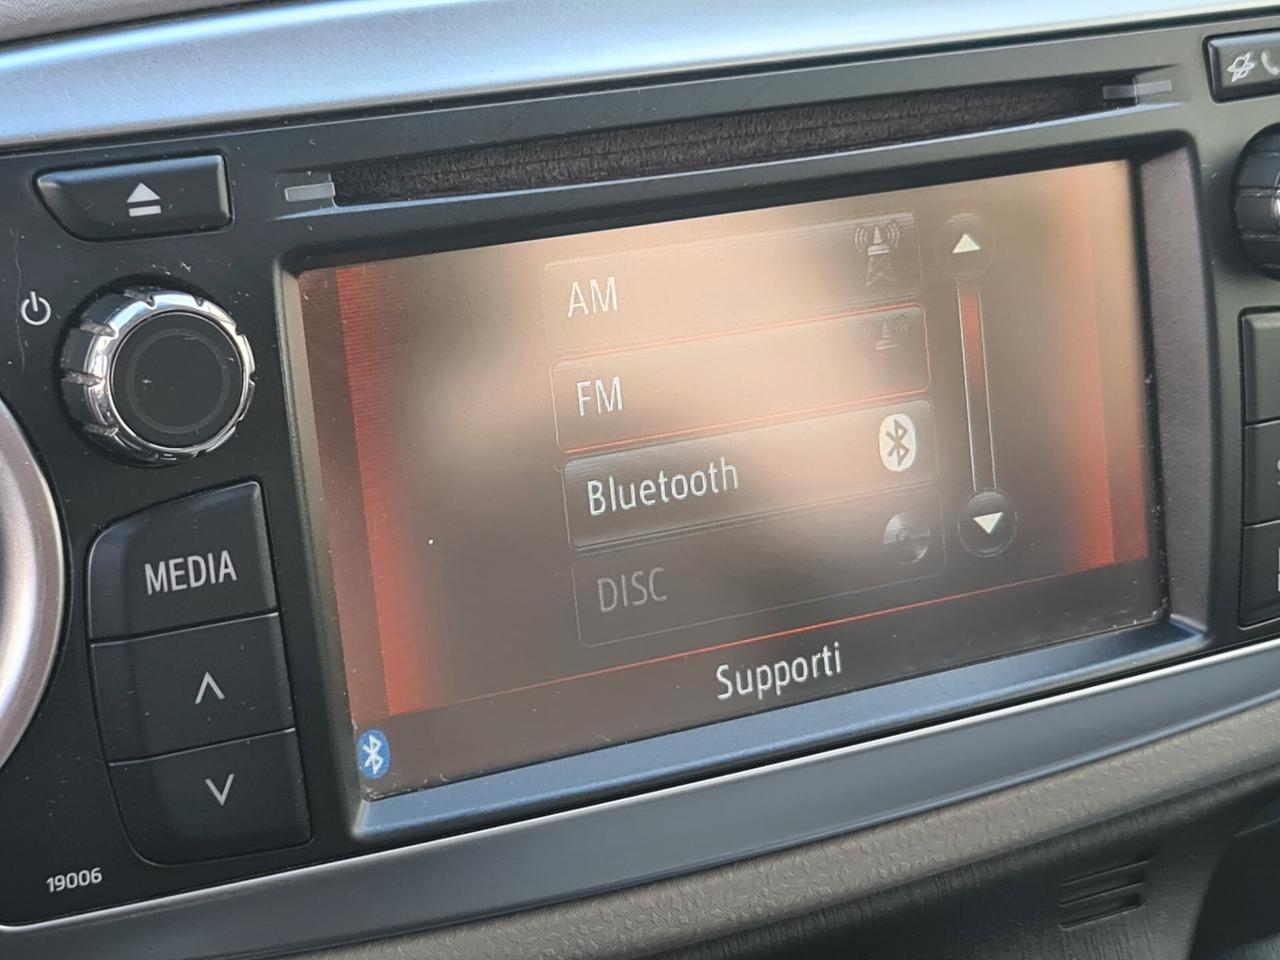 AM
FM
Bluetooth
DISC
Supporti
MEDIA
19006